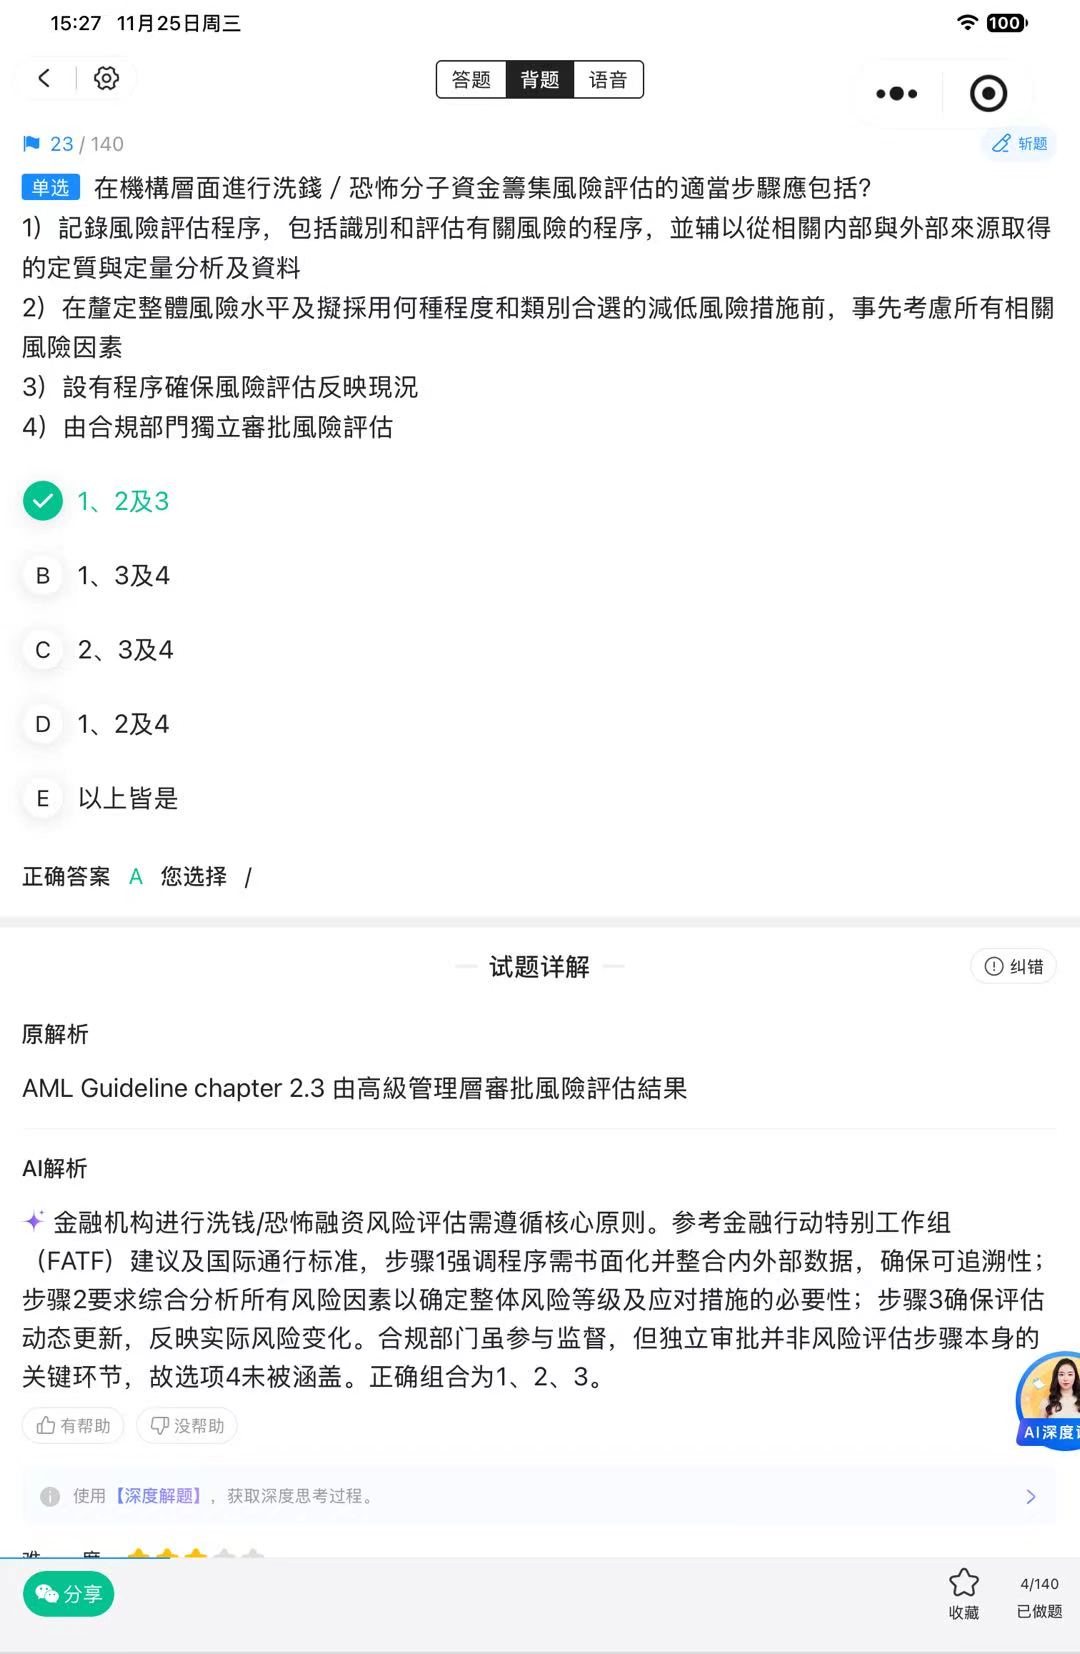 15:27 11月25日周三
100
答题 背题 语音
23 / 140
斩题
单选 在機構層面進行洗錢 / 恐怖分子資金籌集風險評估的適當步驟應包括?
1）記錄風險評估程序，包括識別和評估有關風險的程序，並辅以從相關内部與外部來源取得
的定質與定量分析及資料
2）在釐定整體風險水平及擬採用何種程度和類別合選的減低風險措施前，事先考慮所有相關
風險因素
3）設有程序確保風險評估反映現況
4）由合規部門獨立審批風險評估
1、2及3
B 1、3及4
C 2、3及4
D 1、2及4
E 以上皆是
正确答案 A 您选择 /
试题详解
纠错
原解析
AML Guideline chapter 2.3 由高級管理層審批風險評估結果
AI解析
金融机构进行洗钱/恐怖融资风险评估需遵循核心原则。参考金融行动特别工作组
（FATF）建议及国际通行标准，步骤1强调程序需书面化并整合内外部数据，确保可追溯性；
步骤2要求综合分析所有风险因素以确定整体风险等级及应对措施的必要性；步骤3确保评估
动态更新，反映实际风险变化。合规部门虽参与监督，但独立审批并非风险评估步骤本身的
关键环节，故选项4未被涵盖。正确组合为1、2、3。
有帮助 没帮助
AI深度
使用【深度解题】，获取深度思考过程。
难 度
分享
收藏
4/140
已做题